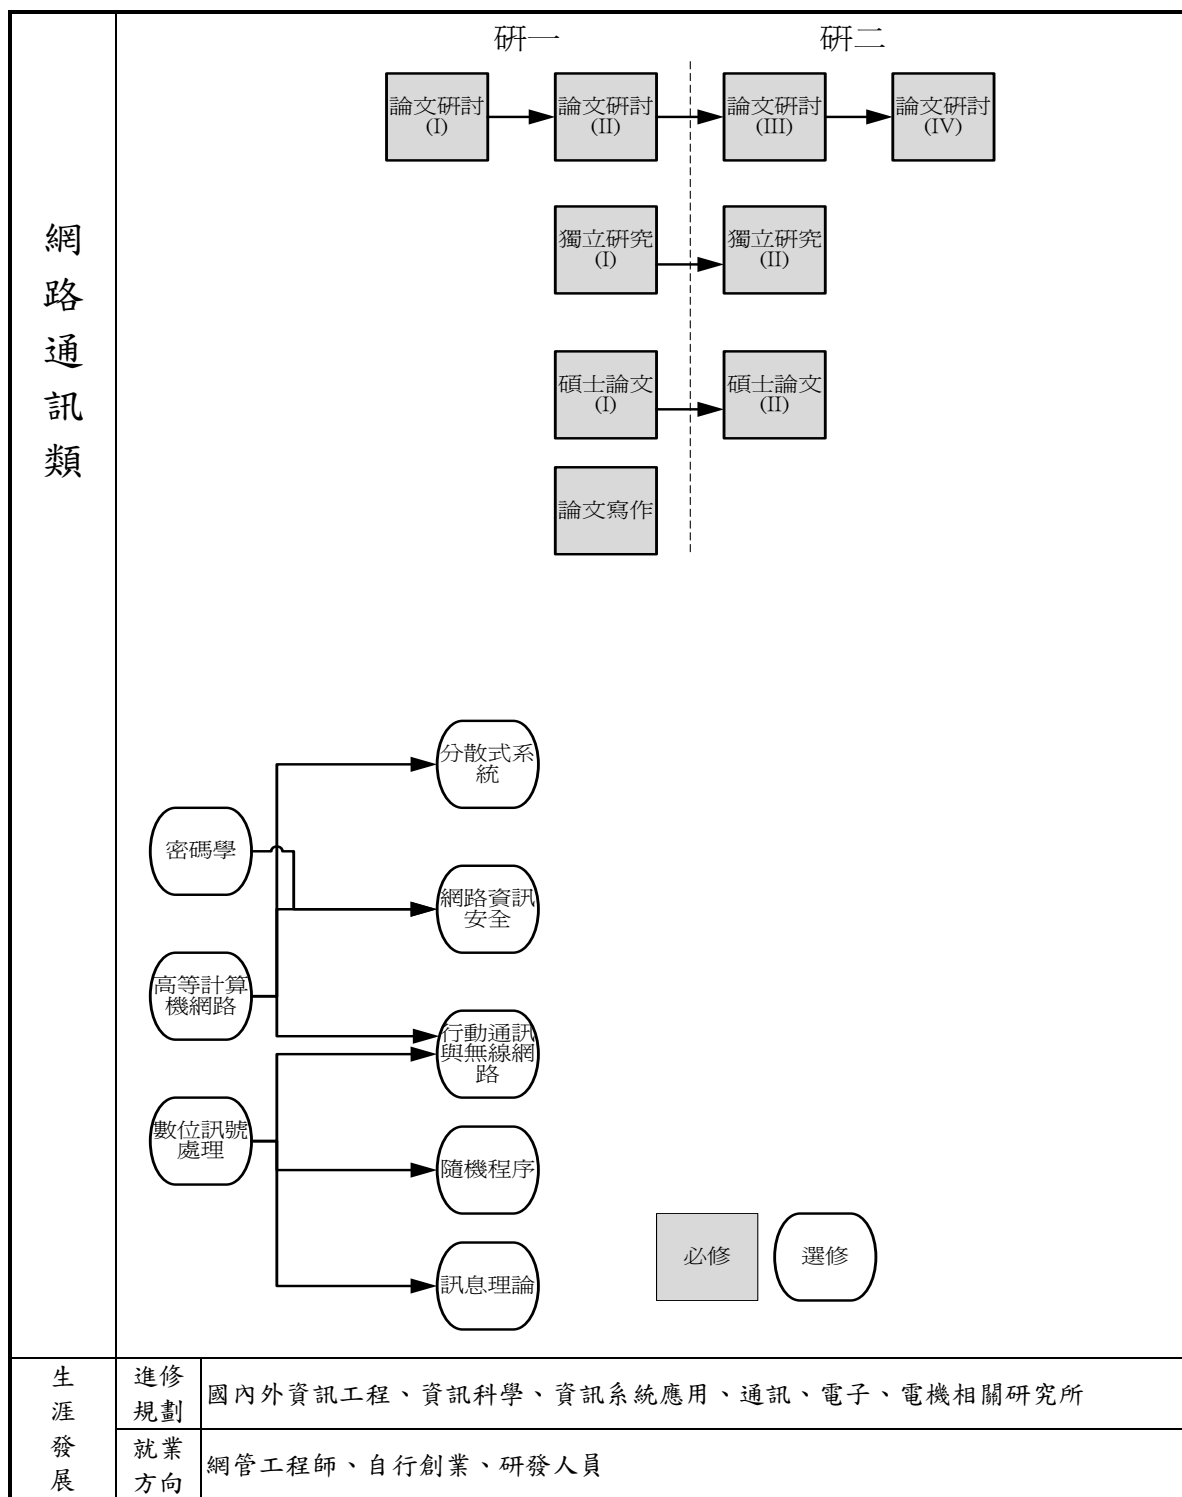 網
路
通
訊
類
研一
研二
論文研討
(I)
論文研討
(II)
論文研討
(III)
論文研討
(IV)
獨立研究
(I)
獨立研究
(II)
碩士論文
(I)
碩士論文
(II)
論文寫作
分散式系
統
密碼學
網路資訊
安全
高等計算
機網路
行動通訊
與無線網
路
數位訊號
處理
隨機程序
訊息理論
必修
選修
生
涯
發
展
進修
規劃
國內外資訊工程、資訊科學、資訊系統應用、通訊、電子、電機相關研究所
就業
方向
網管工程師、自行創業、研發人員